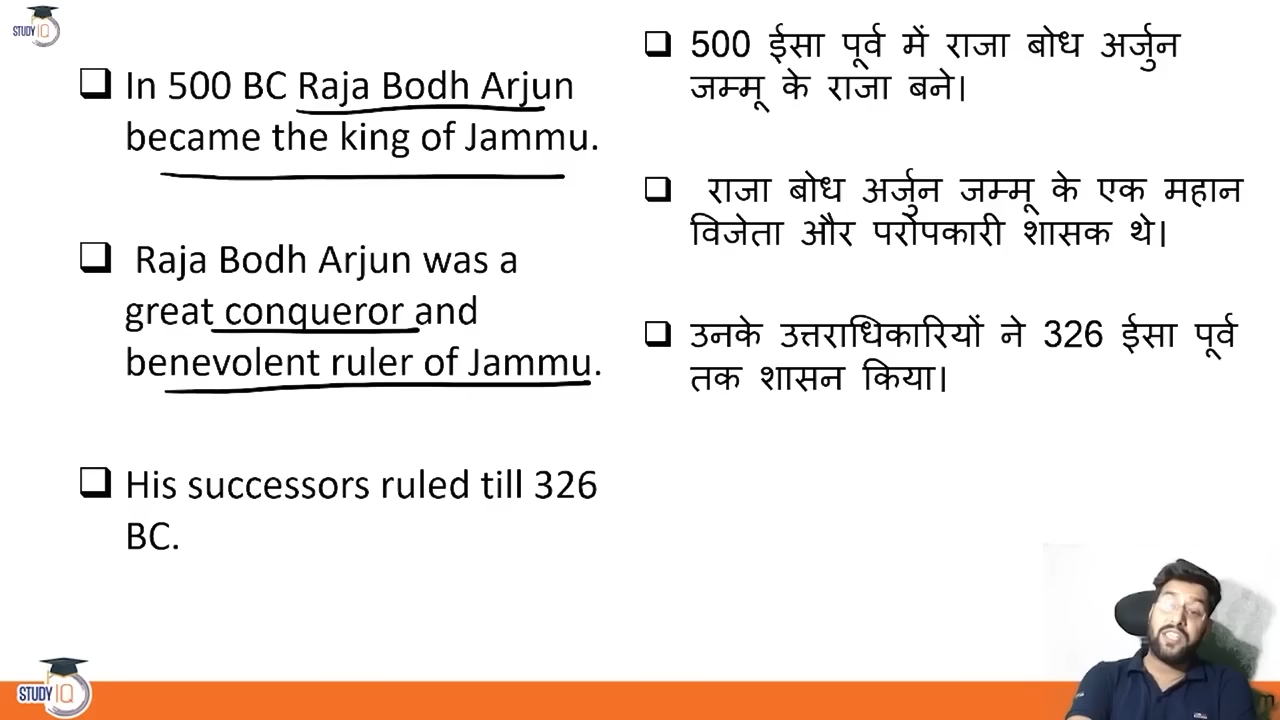 STUDY IQ
❑ In 500 BC Raja Bodh Arjun
became the king of Jammu.
❑ Raja Bodh Arjun was a
great conqueror and
benevolent ruler of Jammu.
❑ His successors ruled till 326
BC.
❑ 500 ईसा पूर्व में राजा बोध अर्जुन
जम्मू के राजा बने।
❑ राजा बोध अर्जुन जम्मू के एक महान
विजेता और परोपकारी शासक थे।
❑ उनके उत्तराधिकारियों ने 326 ईसा पूर्व
तक शासन किया।
STUDY IQ